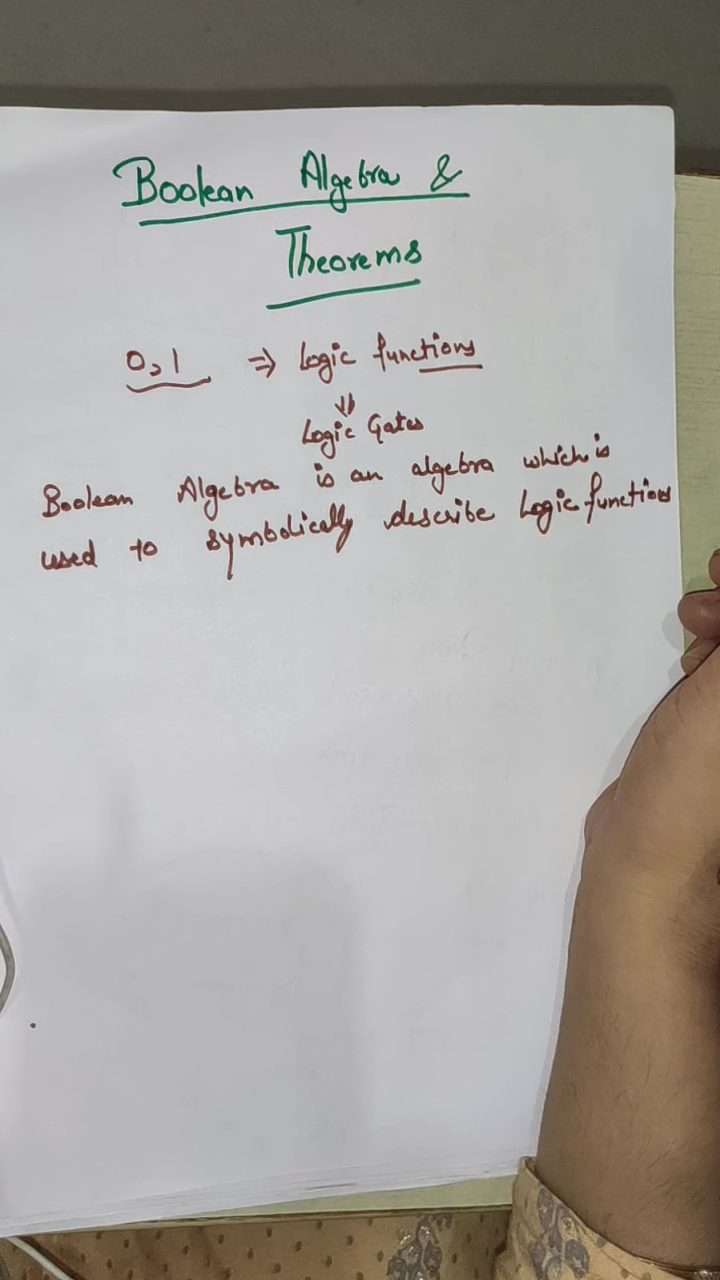 Boolean Algebra &
Theorems
0,1 ⇒ Logic functions
⇓
Logic Gates
Boolean Algebra is an algebra which is
used to symbolically describe Logic functions